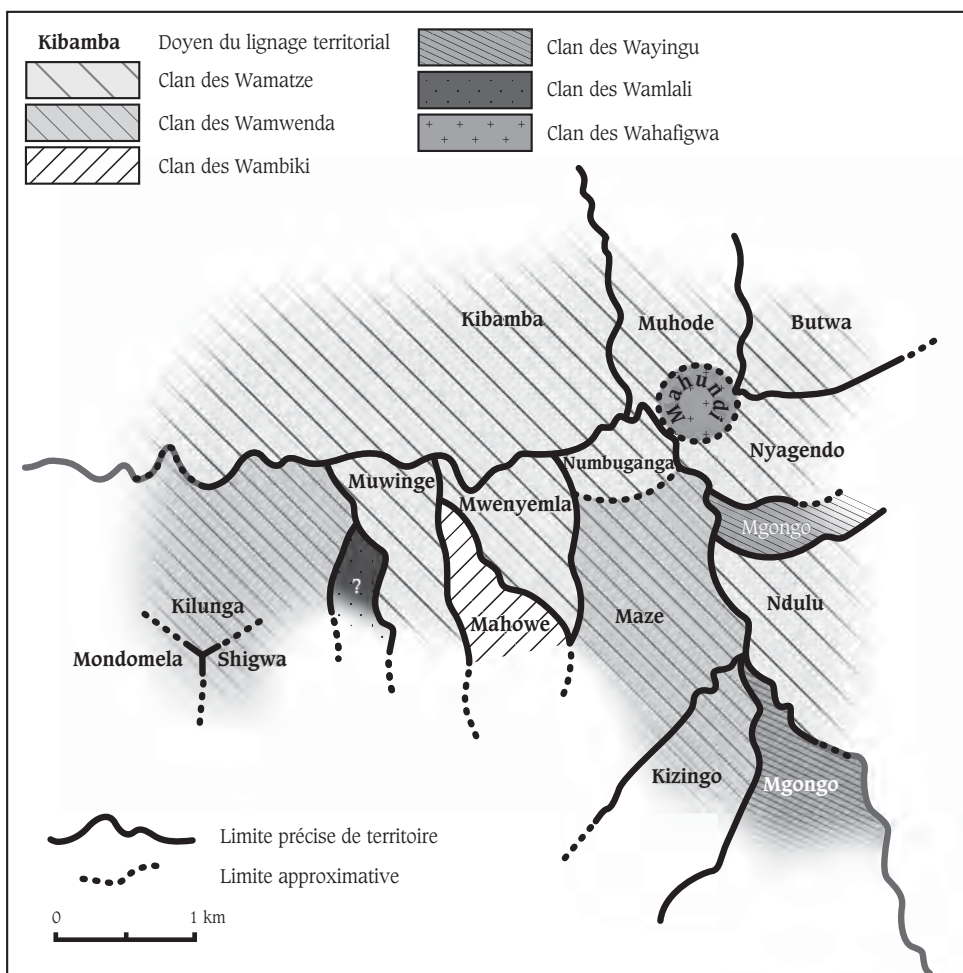 Kibamba Doyen du lignage territorial
Clan des Wamatze
Clan des Wamwenda
Clan des Wambiki
Clan des Wayingu
Clan des Wamlali
Clan des Wahafigwa
Kibamba
Muhode
Butwa
Mahundi
Nyagendo
Numbuganga
Muwinge
Mwenyemla
Mgongo
?
Kilunga
Mahowe
Maze
Ndulu
Mondomela
Shigwa
Kizingo
Mgongo
Limite précise de territoire
Limite approximative
0 1 km